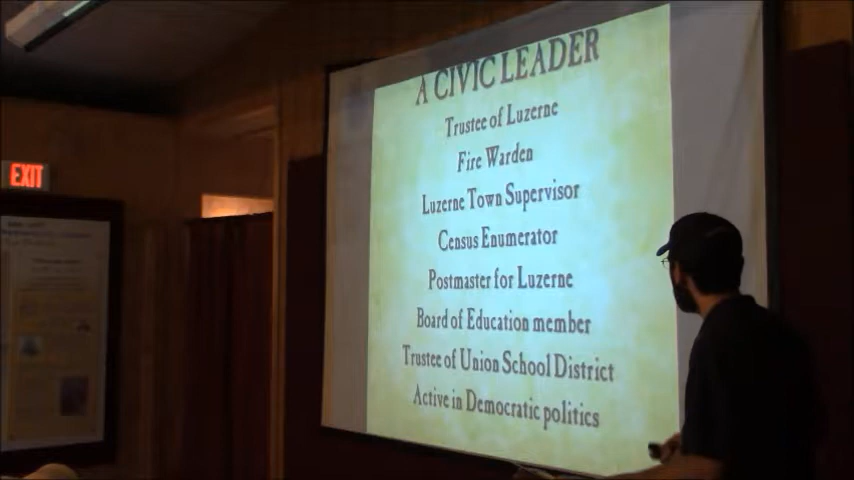 A CIVIC LEADER
Trustee of Luzerne
Fire Warden
Luzerne Town Supervisor
Census Enumerator
Postmaster for Luzerne
Board of Education member
Trustee of Union School District
Active in Democratic politics
EXIT